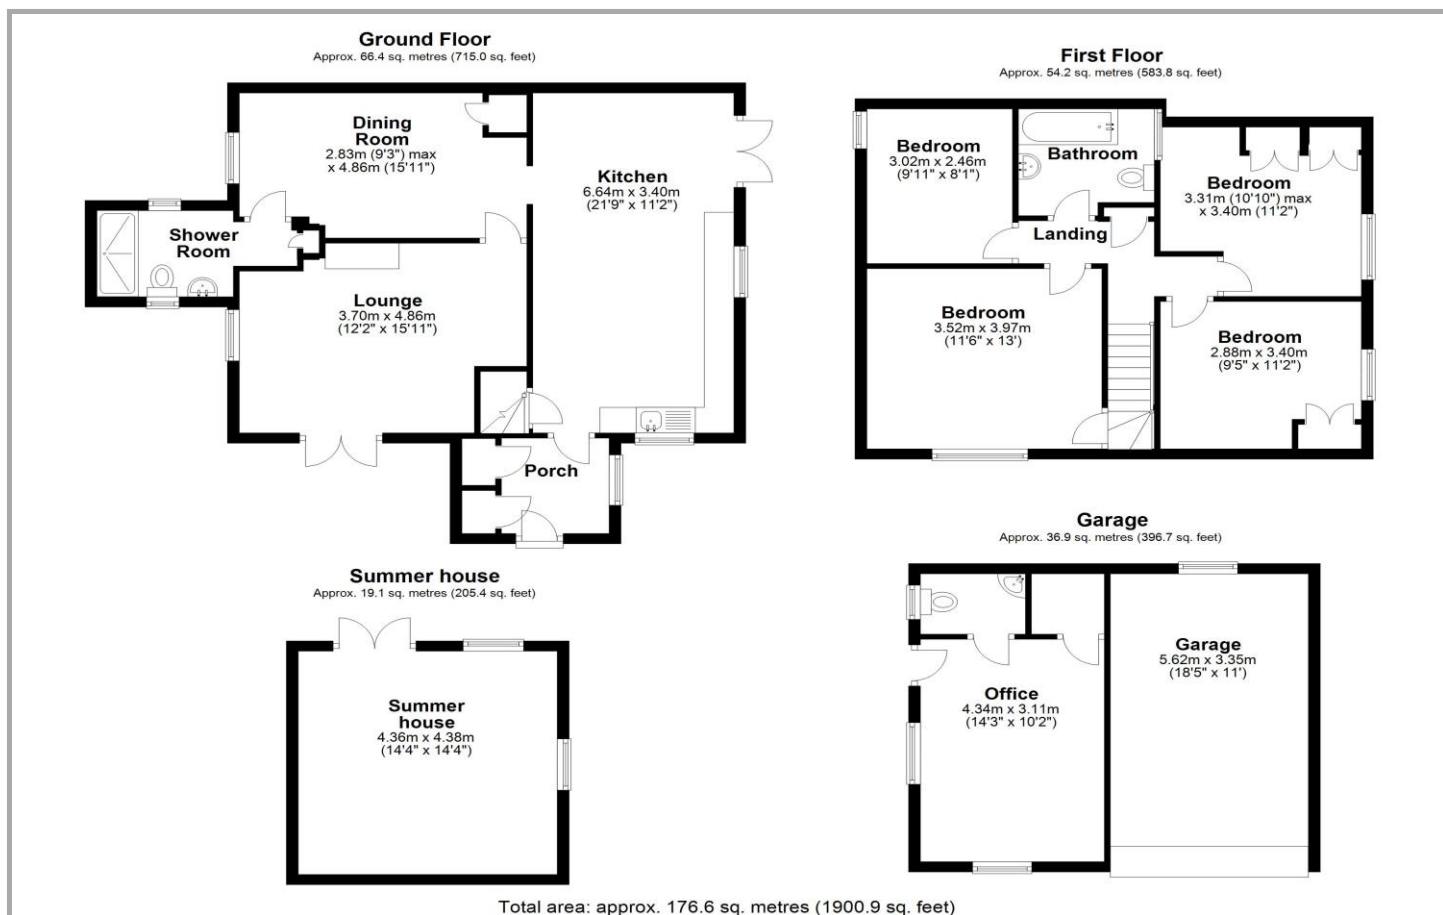 Ground Floor
Approx. 66.4 sq. metres (715.0 sq. feet)
Dining
Room
2.83m (9'3") max
x 4.86m (15'11")
Kitchen
6.64m x 3.40m
(21'9" x 11'2")
Shower
Room
Lounge
3.70m x 4.86m
(12'2" x 15'11")
Porch
First Floor
Approx. 54.2 sq. metres (583.8 sq. feet)
Bedroom
3.02m x 2.46m
(9'11" x 8'1")
Bathroom
Bedroom
3.31m (10'10") max
x 3.40m (11'2")
Landing
Bedroom
3.52m x 3.97m
(11'6" x 13')
Bedroom
2.88m x 3.40m
(9'5" x 11'2")
Summer house
Approx. 19.1 sq. metres (205.4 sq. feet)
Summer
house
4.36m x 4.38m
(14'4" x 14'4")
Garage
Approx. 36.9 sq. metres (396.7 sq. feet)
Garage
5.62m x 3.35m
(18'5" x 11')
Office
4.34m x 3.11m
(14'3" x 10'2")
Total area: approx. 176.6 sq. metres (1900.9 sq. feet)